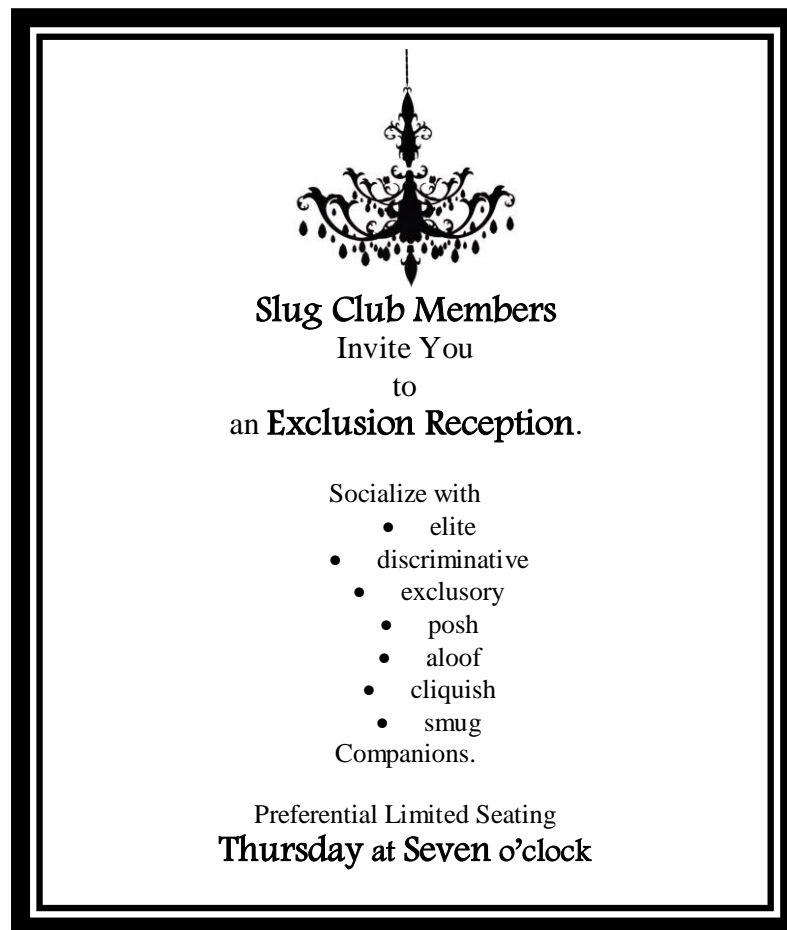 Slug Club Members
Invite You
to
an Exclusion Reception.
Socialize with
• elite
• discriminative
• exclusory
• posh
• aloof
• cliquish
• smug
Companions.
Preferential Limited Seating
Thursday at Seven o’clock